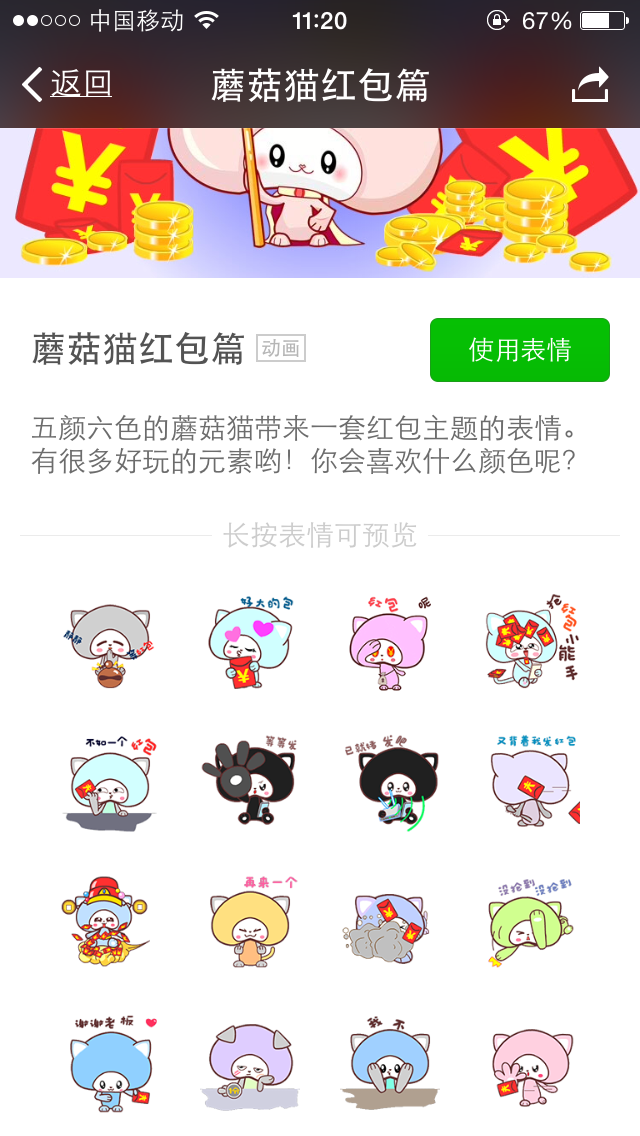 中国移动 11:20 67%
返回 蘑菇猫红包篇
¥ ¥ ¥
蘑菇猫红包篇 动画 使用表情
五颜六色的蘑菇猫带来一套红包主题的表情。
有很多好玩的元素哟！你会喜欢什么颜色呢？
长按表情可预览
静静 红包
好大的包
红包 呢
抢红包小能手
不如一个红包
等等发
已就绪 发吧
又背着我发红包
再来一个
没抢到 没抢到
谢谢老板
我 不